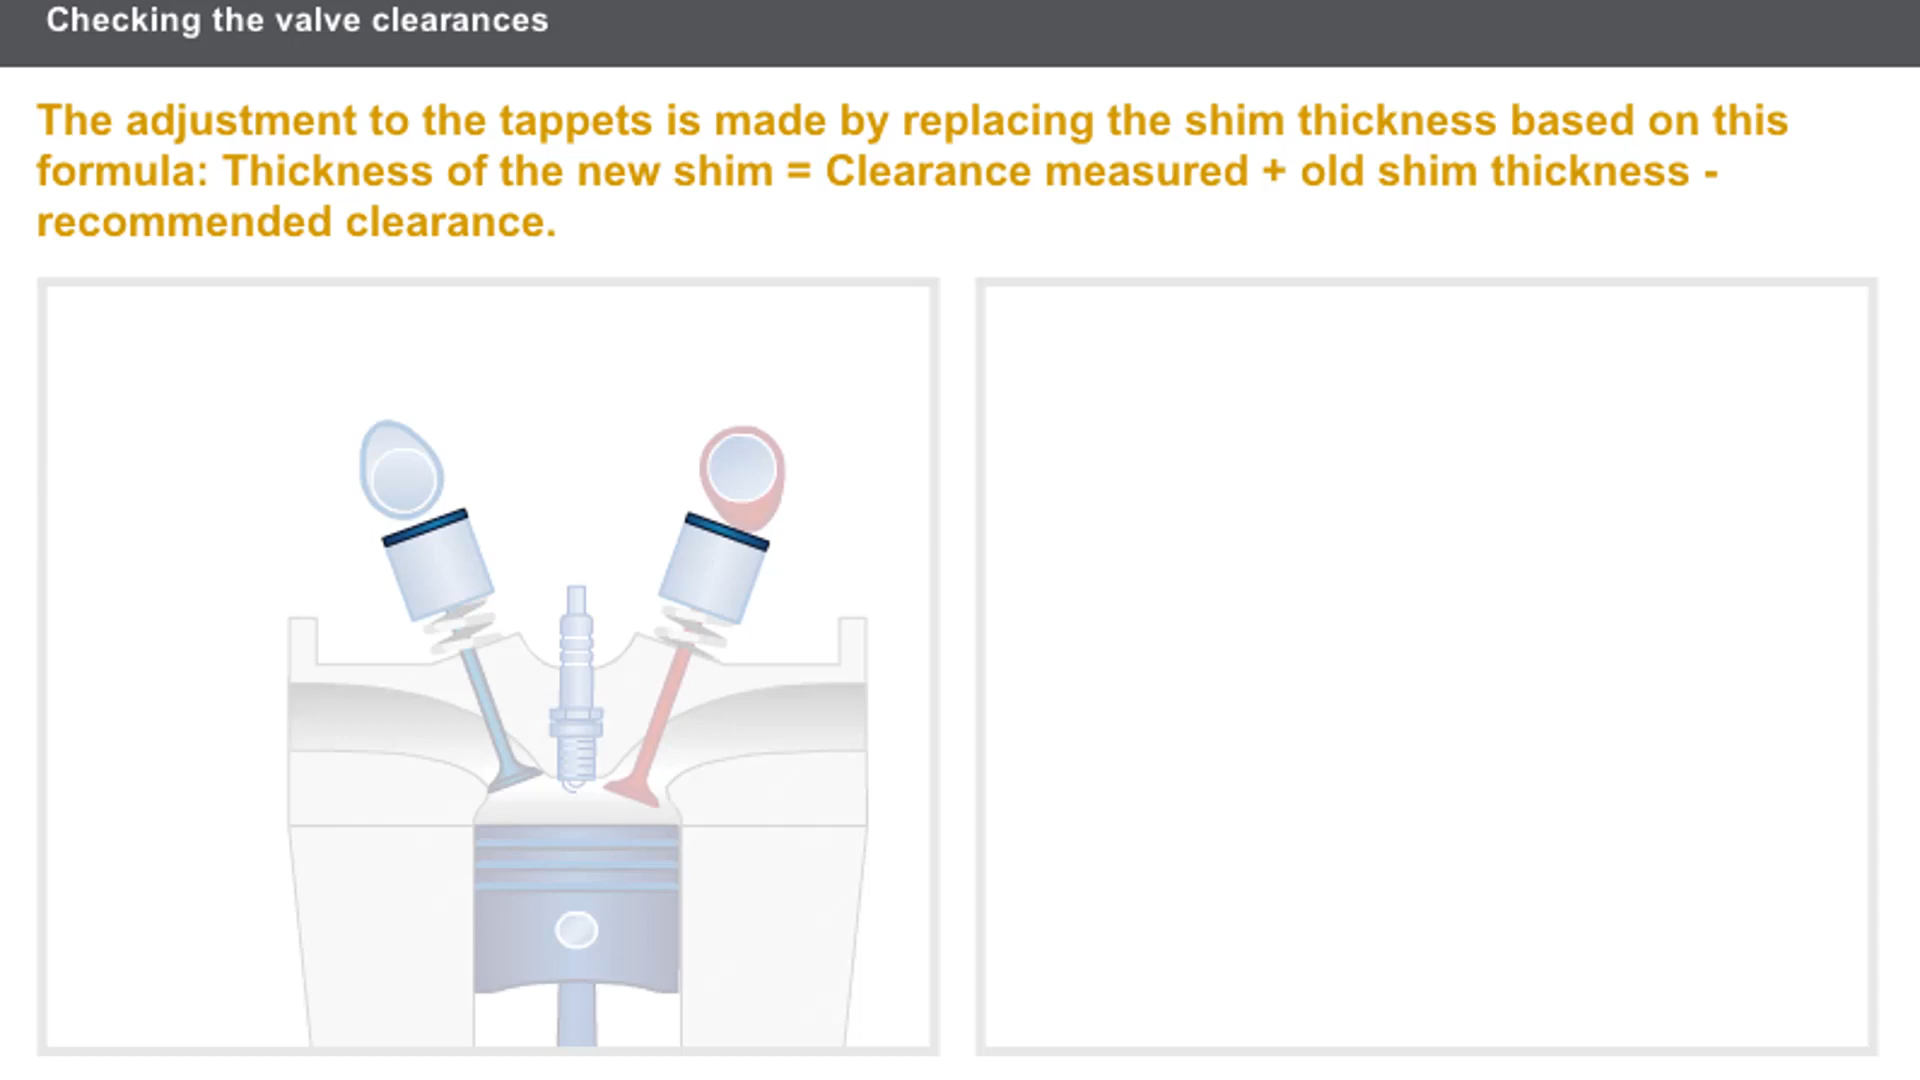 Checking the valve clearances
The adjustment to the tappets is made by replacing the shim thickness based on this
formula: Thickness of the new shim = Clearance measured + old shim thickness -
recommended clearance.